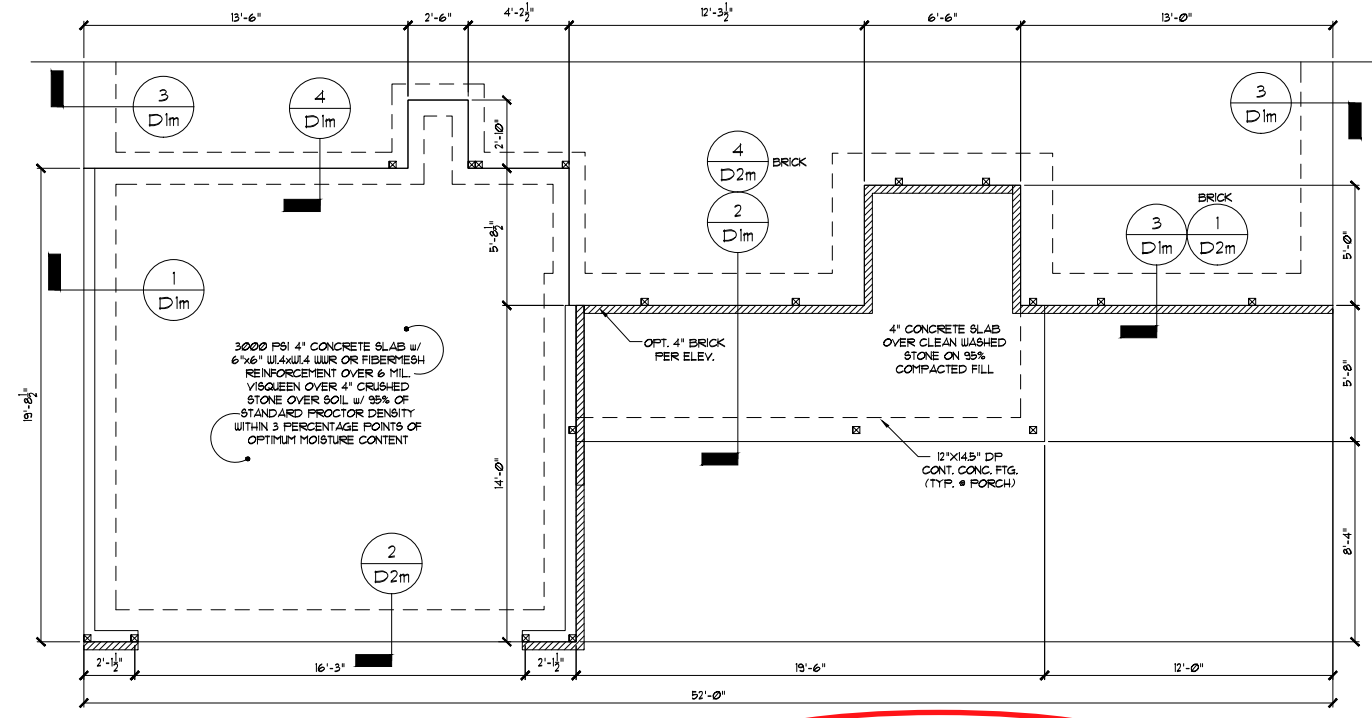 13'-6"
2'-6"
4'-2½"
12'-3½"
6'-6"
13'-0"
3
D1m
4
D1m
3
D1m
2'-10"
4
D2m
BRICK
2
D1m
BRICK
3
D1m
1
D2m
5'-8½"
5'-0"
1
D1m
OPT. 4" BRICK
PER ELEV.
4" CONCRETE SLAB
OVER CLEAN WASHED
STONE ON 95%
COMPACTED FILL
3000 PSI 4" CONCRETE SLAB w/
6"x6" W1.4xW1.4 WWR OR FIBERMESH
REINFORCEMENT OVER 6 MIL.
VISQUEEN OVER 4" CRUSHED
STONE OVER SOIL w/ 95% OF
STANDARD PROCTOR DENSITY
WITHIN 3 PERCENTAGE POINTS OF
OPTIMUM MOISTURE CONTENT
19'-8½"
5'-8"
14'-0"
12"X14.5" DP
CONT. CONC. FTG.
(TYP. @ PORCH)
8'-4"
2
D2m
2'-1½"
16'-3"
2'-1½"
19'-6"
12'-0"
52'-0"